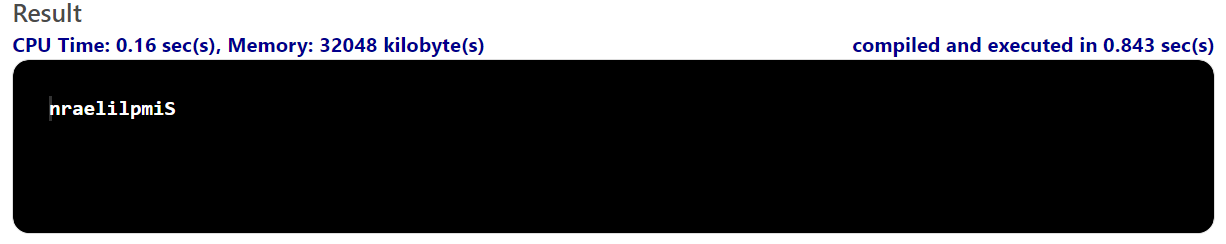 Result
CPU Time: 0.16 sec(s), Memory: 32048 kilobyte(s)
compiled and executed in 0.843 sec(s)
nraelilpmiS